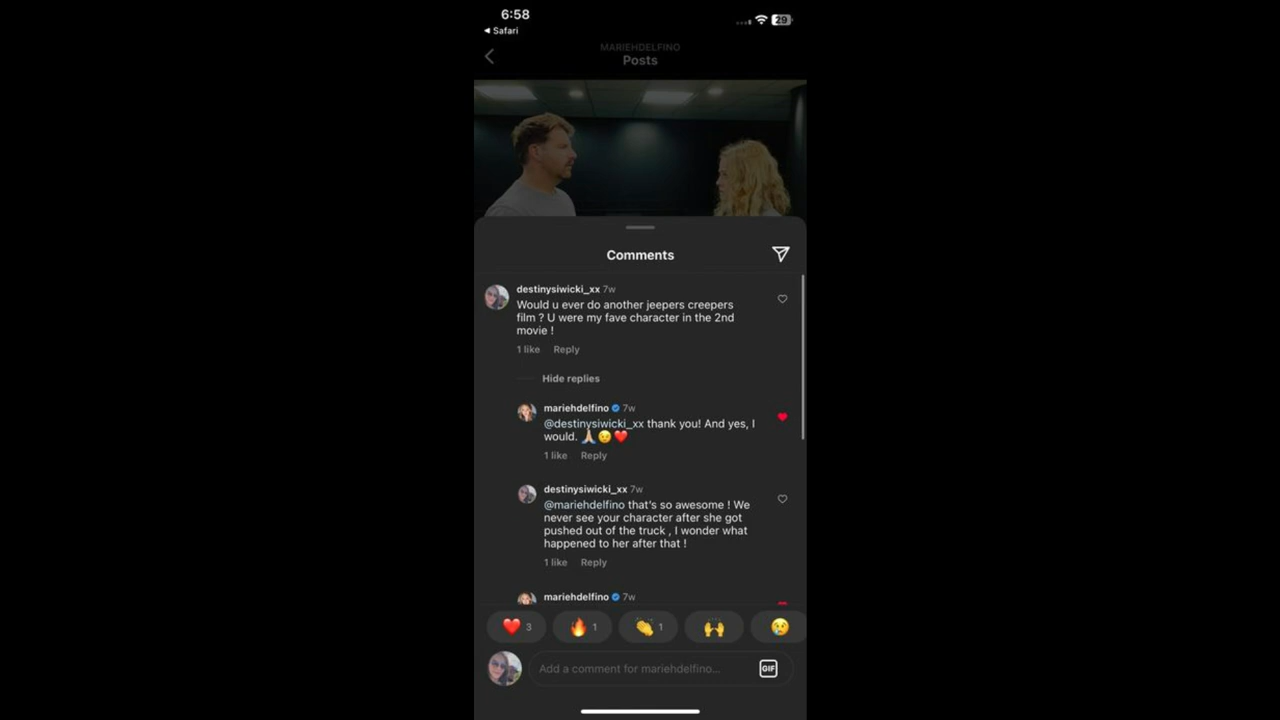 6:58
29
◀ Safari
MARIEHDELFINO
Posts
Comments
destinysiwicki_xx 7w
Would u ever do another jeepers creepers
film ? U were my fave character in the 2nd
movie !
1 like Reply
Hide replies
mariehdelfino 7w
@destinysiwicki_xx thank you! And yes, I
would. 🙏🏼😉❤️
1 like Reply
destinysiwicki_xx 7w
@mariehdelfino that's so awesome ! We
never see your character after she got
pushed out of the truck , I wonder what
happened to her after that !
1 like Reply
mariehdelfino 7w
❤️ 3 🔥 1 👏 1 🙌 😢
Add a comment for mariehdelfino...
GIF